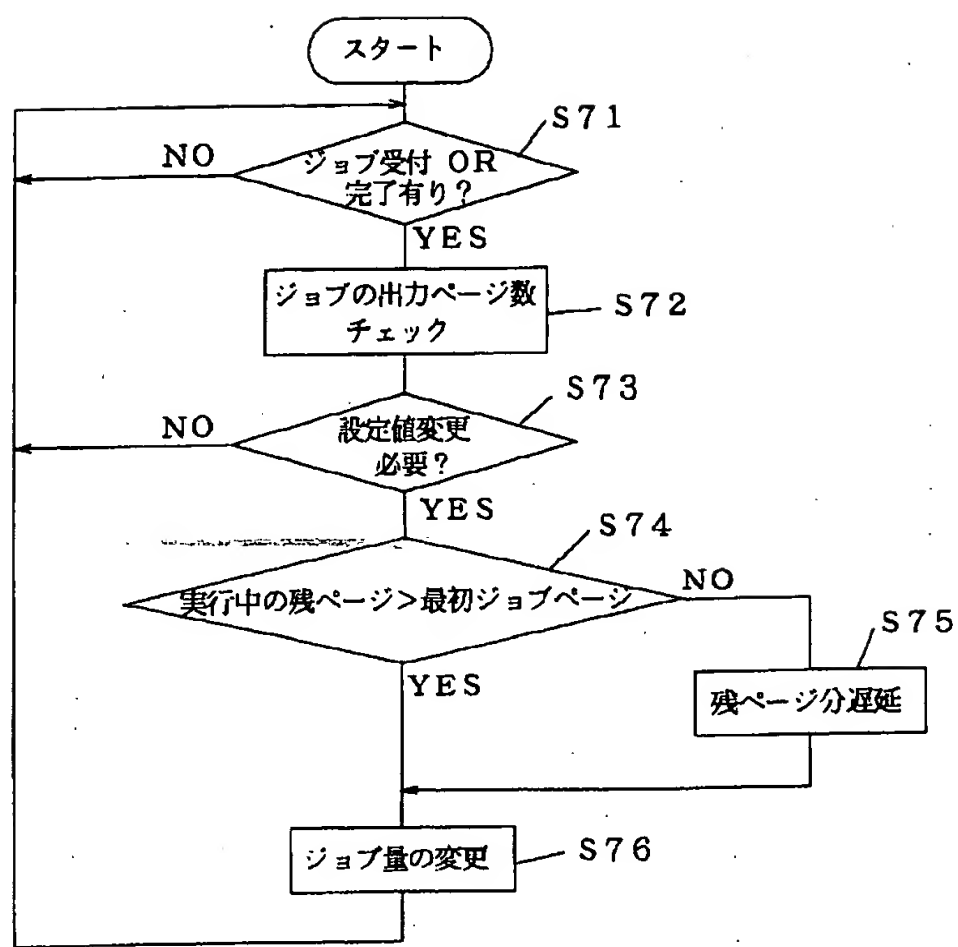 スタート
S71
NO
ジョブ受付 OR
完了有り?
YES
ジョブの出力ページ数
チェック
S72
S73
NO
設定値変更
必要?
YES
S74
実行中の残ページ>最初ジョブページ
NO
S75
YES
残ページ分遅延
ジョブ量の変更
S76